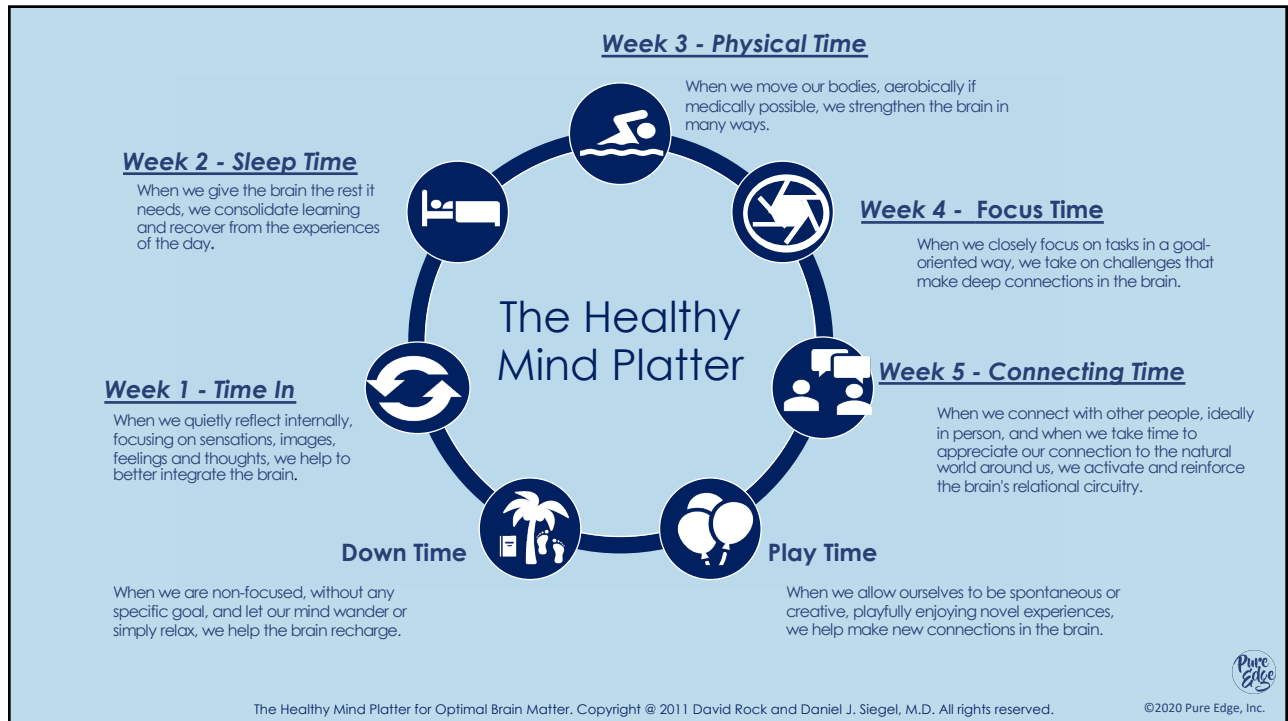 Week 3 - Physical Time
When we move our bodies, aerobically if
medically possible, we strengthen the brain in
many ways.
Week 2 - Sleep Time
When we give the brain the rest it
needs, we consolidate learning
and recover from the experiences
of the day.
Week 4 - Focus Time
When we closely focus on tasks in a goal-
oriented way, we take on challenges that
make deep connections in the brain.
The Healthy
Mind Platter
Week 1 - Time In
When we quietly reflect internally,
focusing on sensations, images,
feelings and thoughts, we help to
better integrate the brain.
Week 5 - Connecting Time
When we connect with other people, ideally
in person, and when we take time to
appreciate our connection to the natural
world around us, we activate and reinforce
the brain's relational circuitry.
Down Time
When we are non-focused, without any
specific goal, and let our mind wander or
simply relax, we help the brain recharge.
Play Time
When we allow ourselves to be spontaneous or
creative, playfully enjoying novel experiences,
we help make new connections in the brain.
Pure
Edge
The Healthy Mind Platter for Optimal Brain Matter. Copyright @ 2011 David Rock and Daniel J. Siegel, M.D. All rights reserved.
©2020 Pure Edge, Inc.